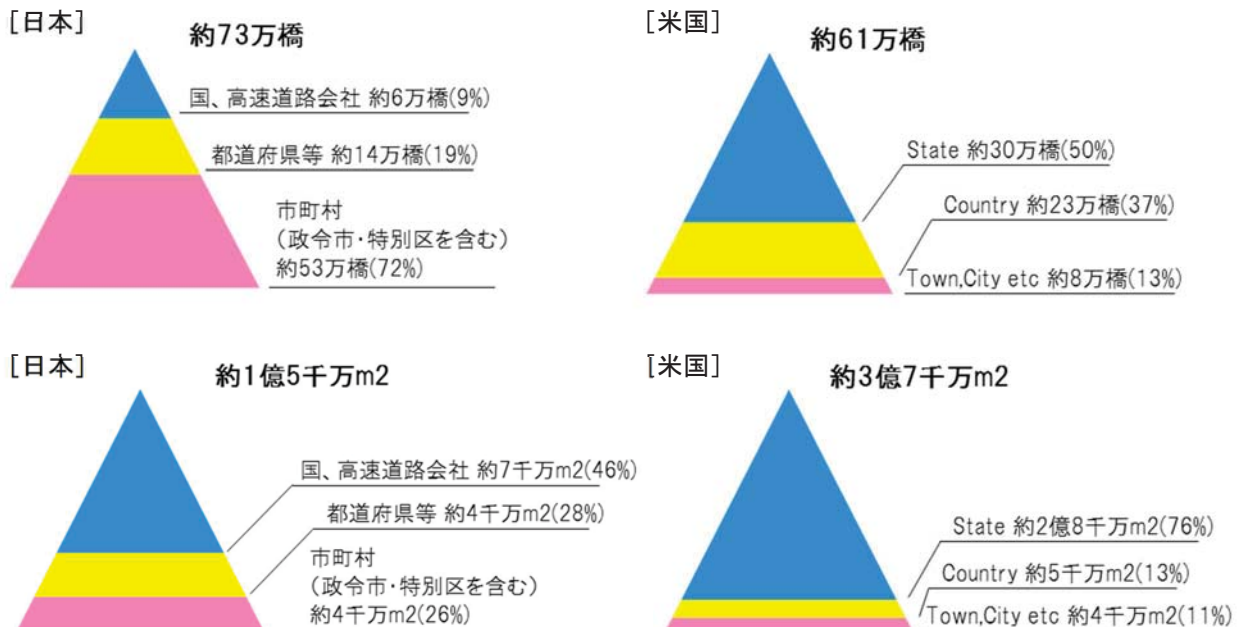 [日本]
約73万橋
国、高速道路会社 約6万橋(9%)
都道府県等 約14万橋(19%)
市町村
（政令市・特別区を含む）
約53万橋(72%)
[米国]
約61万橋
State 約30万橋(50%)
Country 約23万橋(37%)
Town,City etc 約8万橋(13%)
[日本]
約1億5千万m2
国、高速道路会社 約7千万m2(46%)
都道府県等 約4千万m2(28%)
市町村
（政令市・特別区を含む）
約4千万m2(26%)
[米国]
約3億7千万m2
State 約2億8千万m2(76%)
Country 約5千万m2(13%)
Town,City etc 約4千万m2(11%)